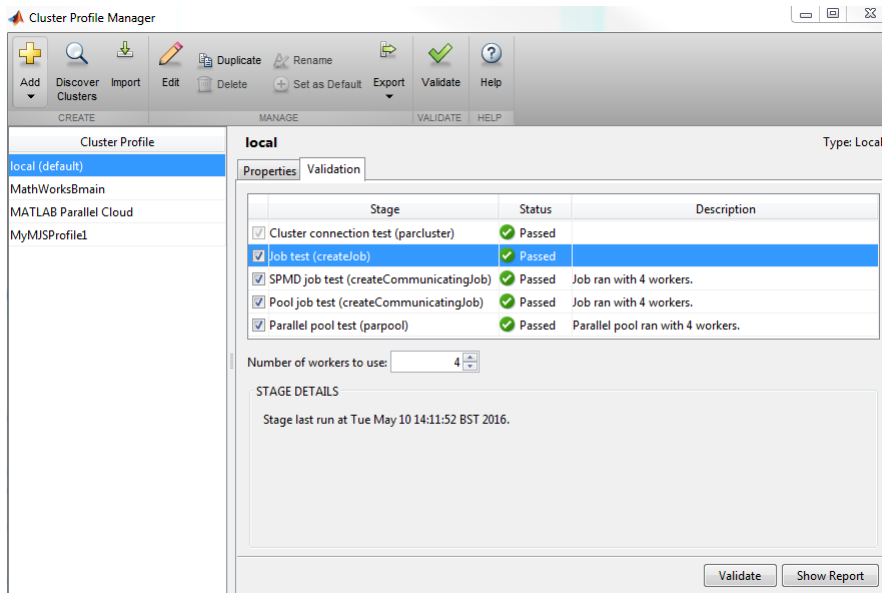 Cluster Profile Manager
Add
Discover Clusters
Import
Edit
Duplicate
Delete
Rename
Set as Default
Export
Validate
Help
CREATE
MANAGE
VALIDATE
HELP
Cluster Profile
local (default)
MathWorksBmain
MATLAB Parallel Cloud
MyMJSProfile1
local
Type: Local
Properties
Validation
Stage Status Description
Cluster connection test (parcluster) Passed
Job test (createJob) Passed
SPMD job test (createCommunicatingJob) Passed Job ran with 4 workers.
Pool job test (createCommunicatingJob) Passed Job ran with 4 workers.
Parallel pool test (parpool) Passed Parallel pool ran with 4 workers.
Number of workers to use: 4
STAGE DETAILS
Stage last run at Tue May 10 14:11:52 BST 2016.
Validate
Show Report